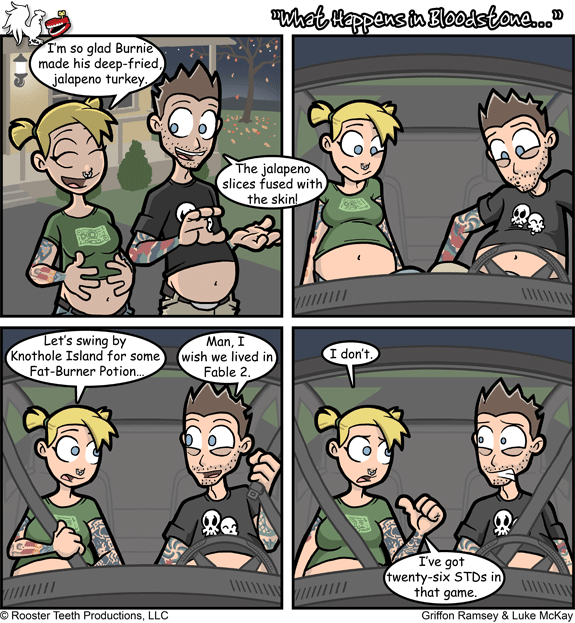 "What Happens in Bloodstone..."
I'm so glad Burnie
made his deep-fried,
jalapeno turkey.
The jalapeno
slices fused with
the skin!
Let's swing by
Knothole Island for some
Fat-Burner Potion...
Man, I
wish we lived in
Fable 2.
I don't.
I've got
twenty-six STDs in
that game.
© Rooster Teeth Productions, LLC
Griffon Ramsey & Luke McKay